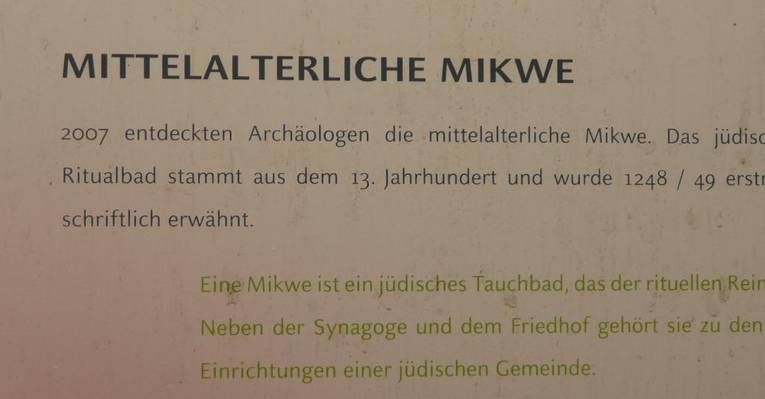 MITTELALTERLICHE MIKWE
2007 entdeckten Archäologen die mittelalterliche Mikwe. Das
Ritualbad stammt aus dem 13. Jahrhundert und wurde 1248 / 49
schriftlich erwähnt.
Eine Mikwe ist ein jüdisches Tauchbad, das der rituellen
Neben der Synagoge und dem Friedhof gehört sie zu den
Einrichtungen einer jüdischen Gemeinde.